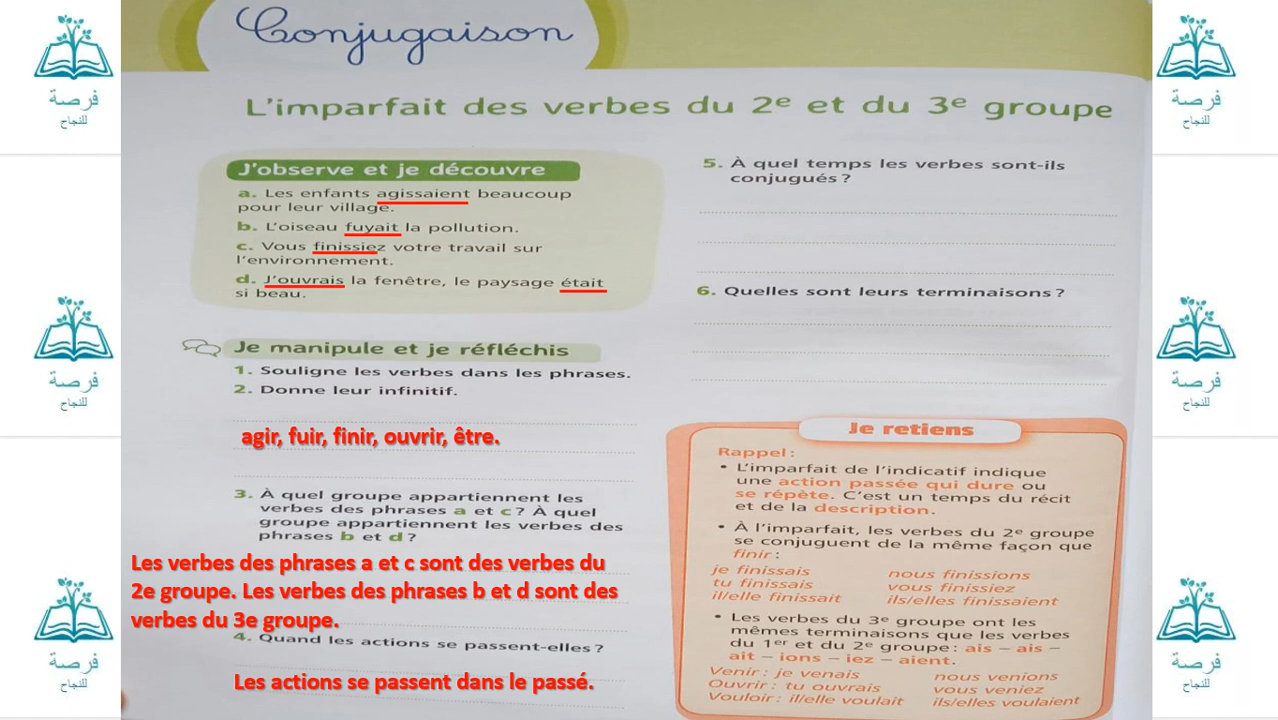 Conjugaison
L'imparfait des verbes du 2e et du 3e groupe
J'observe et je découvre
a. Les enfants agissaient beaucoup
pour leur village.
b. L'oiseau fuyait la pollution.
c. Vous finissiez votre travail sur
l'environnement.
d. J'ouvrais la fenêtre, le paysage était
si beau.
Je manipule et je réfléchis
1. Souligne les verbes dans les phrases.
2. Donne leur infinitif.
agir, fuir, finir, ouvrir, être.
3. À quel groupe appartiennent les
verbes des phrases a et c ? À quel
groupe appartiennent les verbes des
phrases b et d ?
Les verbes des phrases a et c sont des verbes du
2e groupe. Les verbes des phrases b et d sont des
verbes du 3e groupe.
4. Quand les actions se passent-elles ?
Les actions se passent dans le passé.
5. À quel temps les verbes sont-ils
conjugués ?
6. Quelles sont leurs terminaisons ?
Je retiens
Rappel :
• L'imparfait de l'indicatif indique
une action passée qui dure ou
se répète. C'est un temps du récit
et de la description.
• À l'imparfait, les verbes du 2e groupe
se conjuguent de la même façon que
finir :
je finissais nous finissions
tu finissais vous finissiez
il/elle finissait ils/elles finissaient
• Les verbes du 3e groupe ont les
mêmes terminaisons que les verbes
du 1er et du 2e groupe : ais – ais –
ait – ions – iez – aient.
Venir : je venais nous venions
Ouvrir : tu ouvrais vous veniez
Vouloir : il/elle voulait ils/elles voulaient
فرصة
للنجاح
فرصة
للنجاح
فرصة
للنجاح
فرصة
للنجاح
فرصة
للنجاح
فرصة
للنجاح